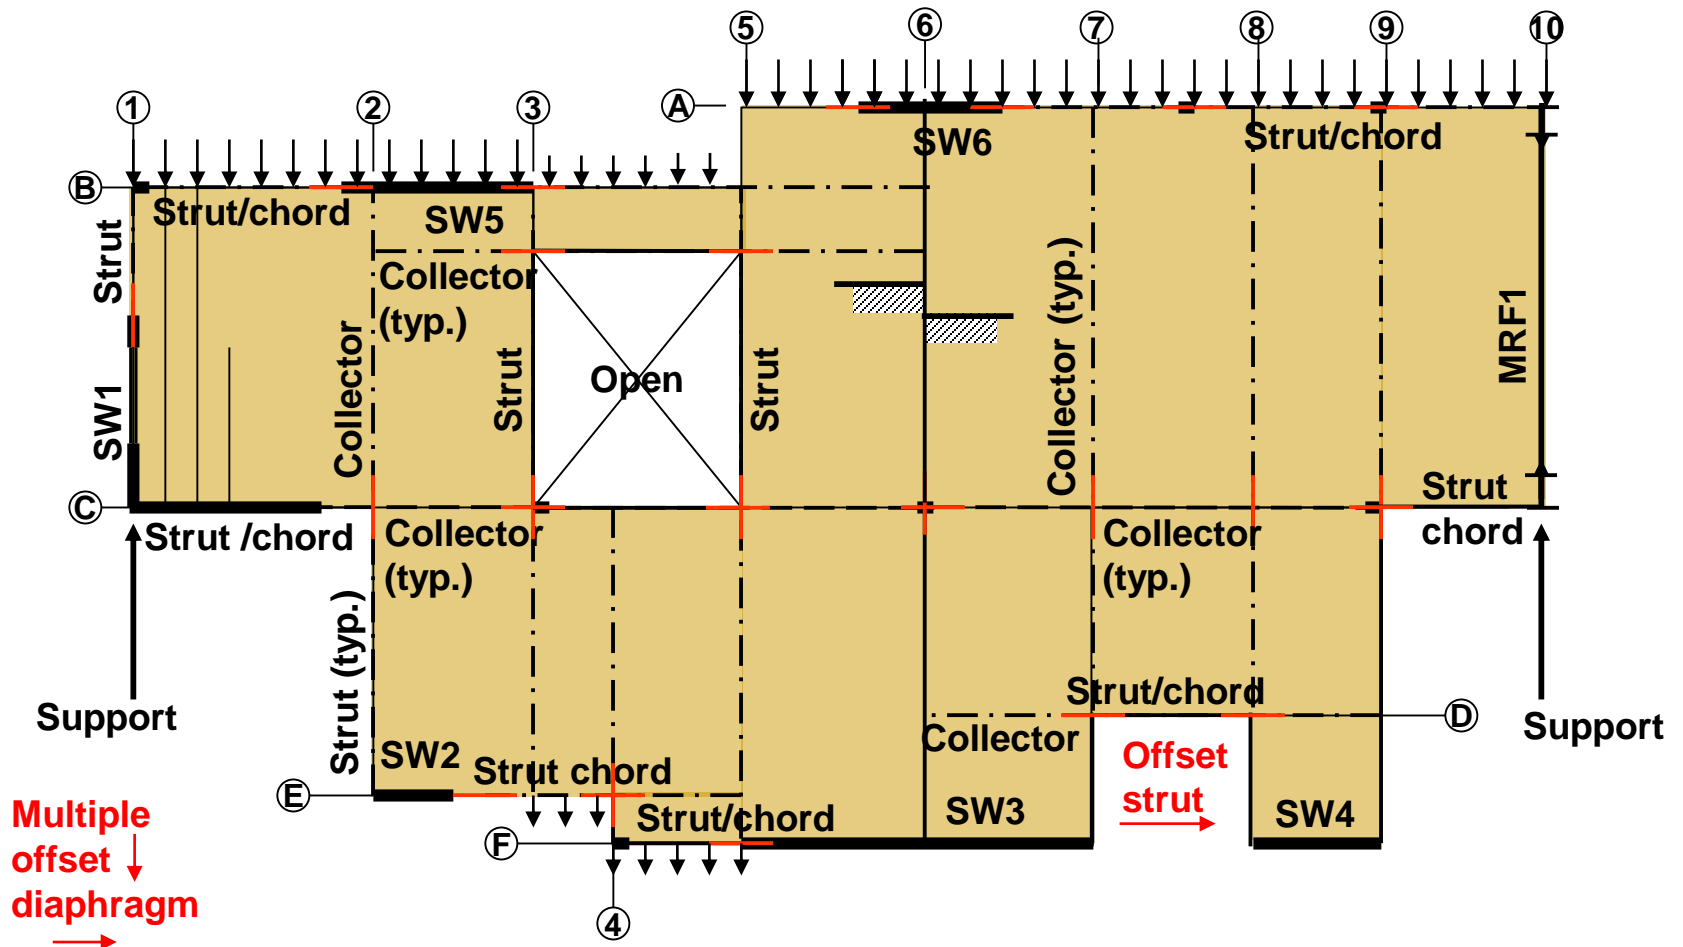 5
6
7
8
9
10
1
2
3
A
SW6
Strut/chord
B
Strut/chord
SW5
Strut
Collector
(typ.)
Collector (typ.)
MRF1
Open
Strut
Strut
Collector
SW1
C
Strut
chord
Strut /chord
Collector
(typ.)
Collector
(typ.)
Strut (typ.)
Support
Strut/chord
D
Support
Collector
SW2
Strut chord
Offset
strut
E
Multiple
offset
diaphragm
Strut/chord
SW3
SW4
F
4